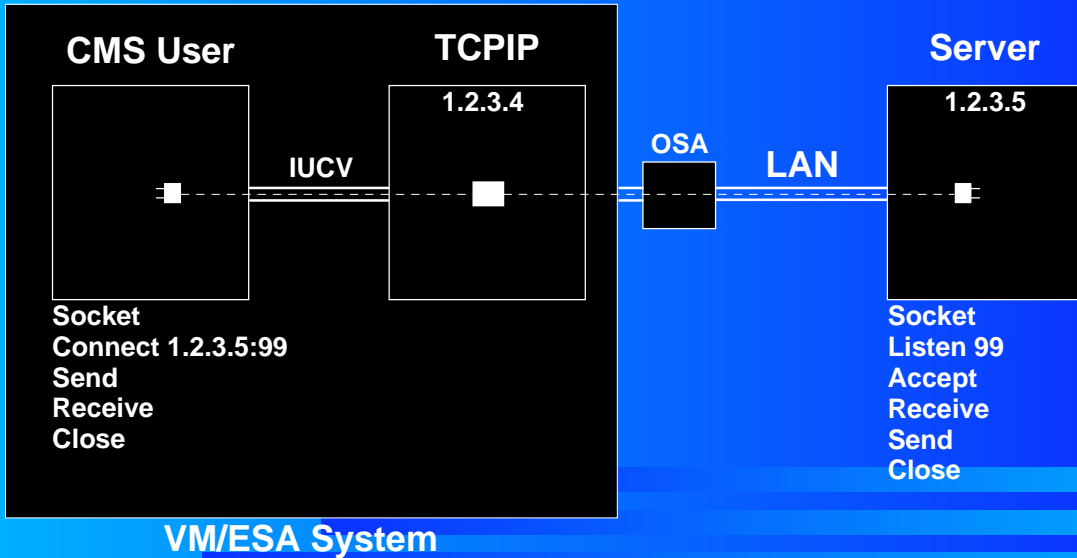 CMS User
TCPIP
Server
1.2.3.4
1.2.3.5
OSA
IUCV
LAN
Socket
Connect 1.2.3.5:99
Send
Receive
Close
Socket
Listen 99
Accept
Receive
Send
Close
VM/ESA System